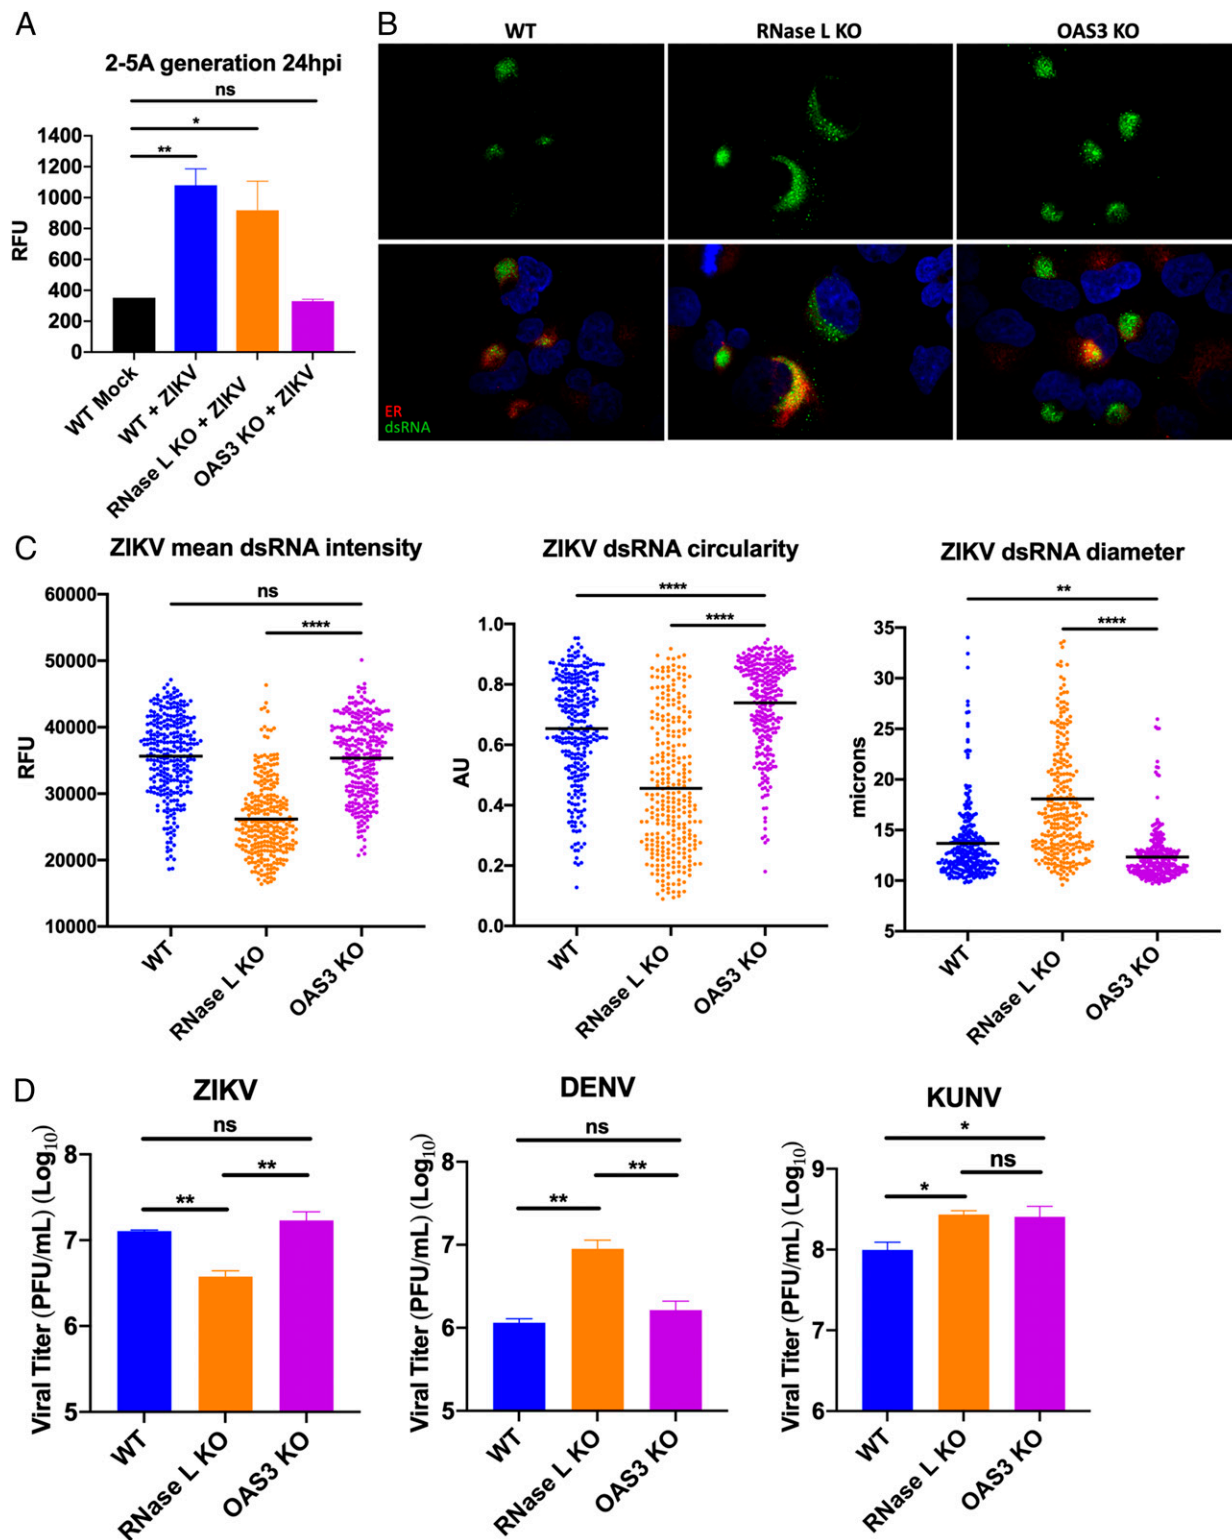 A
2-5A generation 24hpi
ns
*
**
1400
1200
1000
800
600
400
200
0
RFU
WT Mock
WT + ZIKV
RNase L KO + ZIKV
OAS3 KO + ZIKV
B
WT
RNase L KO
OAS3 KO
ER
dsRNA
C
ZIKV mean dsRNA intensity
ns
****
60000
50000
40000
30000
20000
10000
RFU
WT
RNase L KO
OAS3 KO
ZIKV dsRNA circularity
****
****
1.0
0.8
0.6
0.4
0.2
0.0
AU
WT
RNase L KO
OAS3 KO
ZIKV dsRNA diameter
**
****
35
30
25
20
15
10
5
microns
WT
RNase L KO
OAS3 KO
D
ZIKV
ns
**
**
8
7
6
5
Viral Titer (PFU/mL) (Log10)
WT
RNase L KO
OAS3 KO
DENV
ns
**
**
8
7
6
5
Viral Titer (PFU/mL) (Log10)
WT
RNase L KO
OAS3 KO
KUNV
*
ns
*
9
8
7
6
Viral Titer (PFU/mL) (Log10)
WT
RNase L KO
OAS3 KO